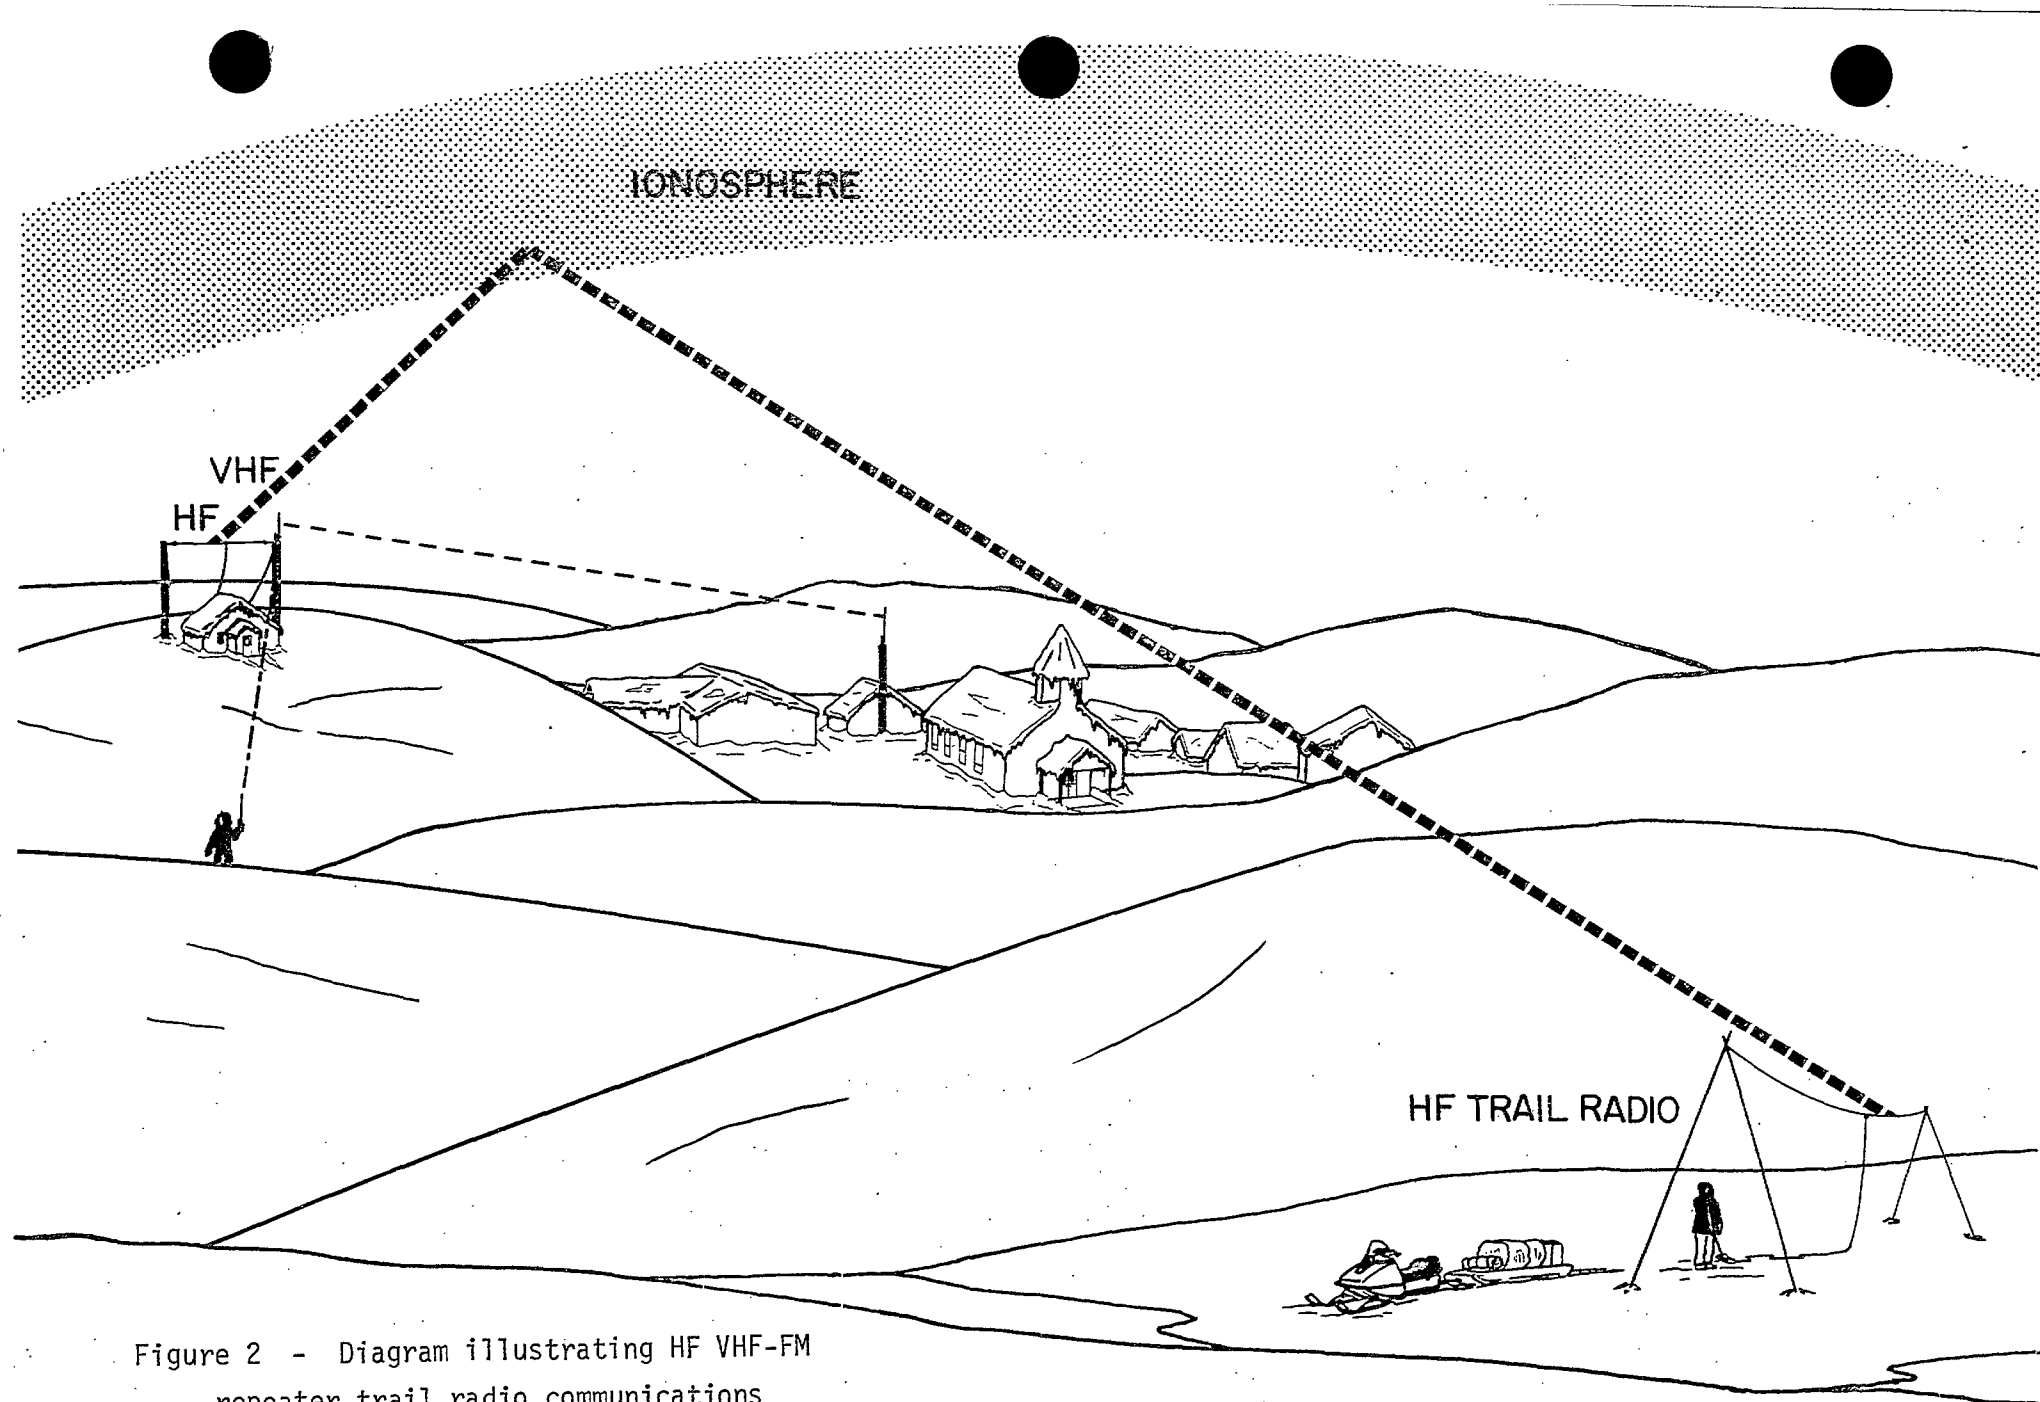 IONOSPHERE
VHF
HF
HF TRAIL RADIO
Figure 2 - Diagram illustrating HF VHF-FM
repeater trail radio communications